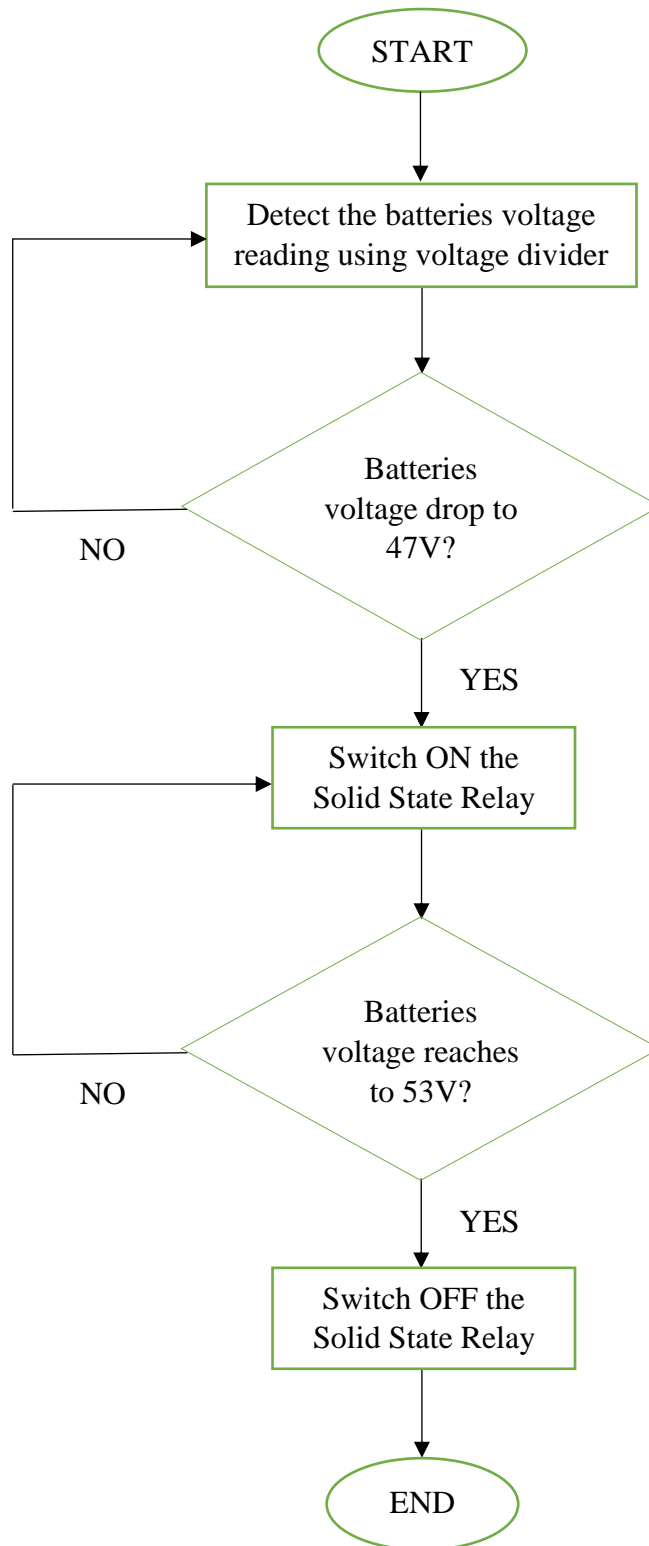 START
Detect the batteries voltage
reading using voltage divider
Batteries
voltage drop to
47V?
NO
YES
Switch ON the
Solid State Relay
Batteries
voltage reaches
to 53V?
NO
YES
Switch OFF the
Solid State Relay
END